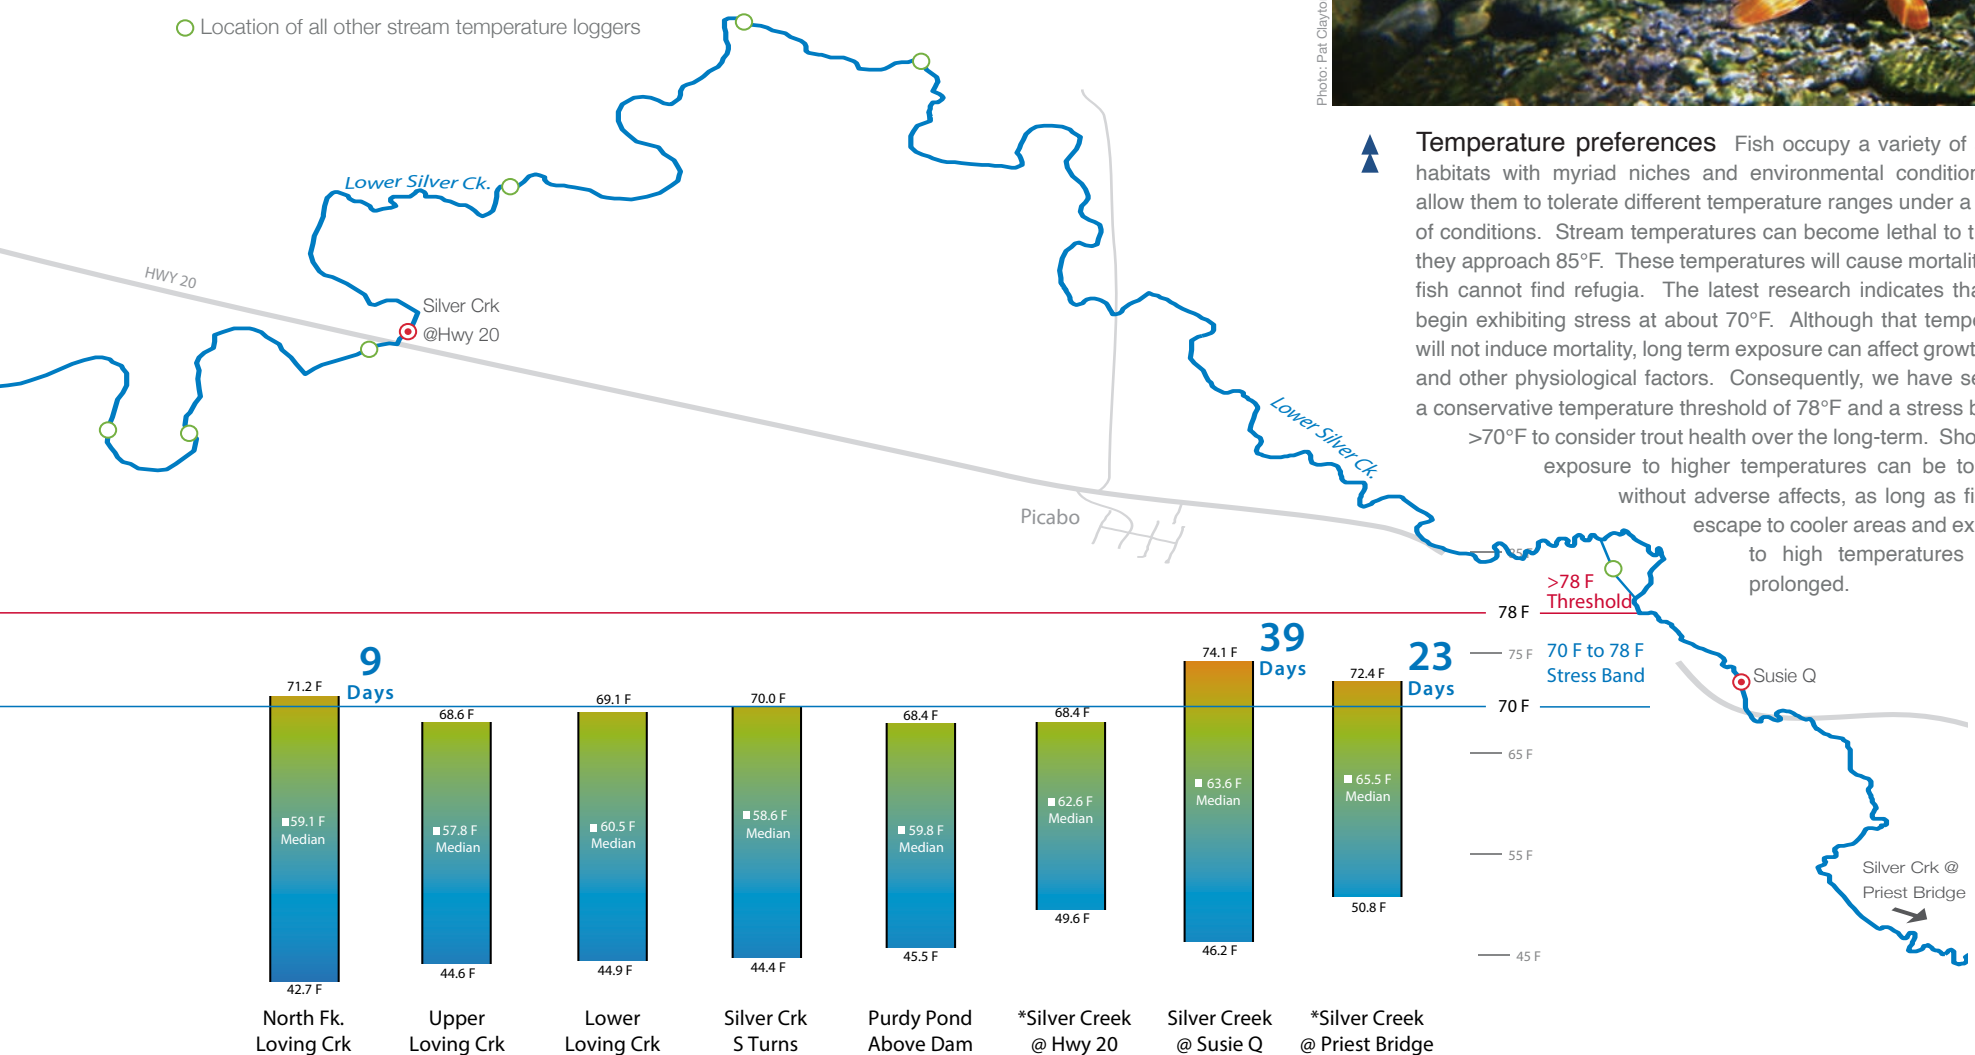 Location of all other stream temperature loggers
Photo: Pat Clayto
Lower Silver Ck.
HWY 20
Silver Crk
@Hwy 20
Lower Silver Ck.
Picabo
Temperature preferences Fish occupy a variety of
habitats with myriad niches and environmental condition
allow them to tolerate different temperature ranges under a
of conditions. Stream temperatures can become lethal to t
they approach 85°F. These temperatures will cause mortalit
fish cannot find refugia. The latest research indicates tha
begin exhibiting stress at about 70°F. Although that tempe
will not induce mortality, long term exposure can affect growt
and other physiological factors. Consequently, we have se
a conservative temperature threshold of 78°F and a stress b
>70°F to consider trout health over the long-term. Sho
exposure to higher temperatures can be to
without adverse affects, as long as fi
escape to cooler areas and ex
to high temperatures
prolonged.
85 F
>78 F
Threshold
78 F
75 F
70 F to 78 F
Stress Band
70 F
65 F
55 F
45 F
Susie Q
Silver Crk @
Priest Bridge
9
Days
39
Days
23
Days
71.2 F
59.1 F
Median
42.7 F
North Fk.
Loving Crk
68.6 F
57.8 F
Median
44.6 F
Upper
Loving Crk
69.1 F
60.5 F
Median
44.9 F
Lower
Loving Crk
70.0 F
58.6 F
Median
44.4 F
Silver Crk
S Turns
68.4 F
59.8 F
Median
45.5 F
Purdy Pond
Above Dam
68.4 F
62.6 F
Median
49.6 F
*Silver Creek
@ Hwy 20
74.1 F
63.6 F
Median
46.2 F
Silver Creek
@ Susie Q
72.4 F
65.5 F
Median
50.8 F
*Silver Creek
@ Priest Bridge